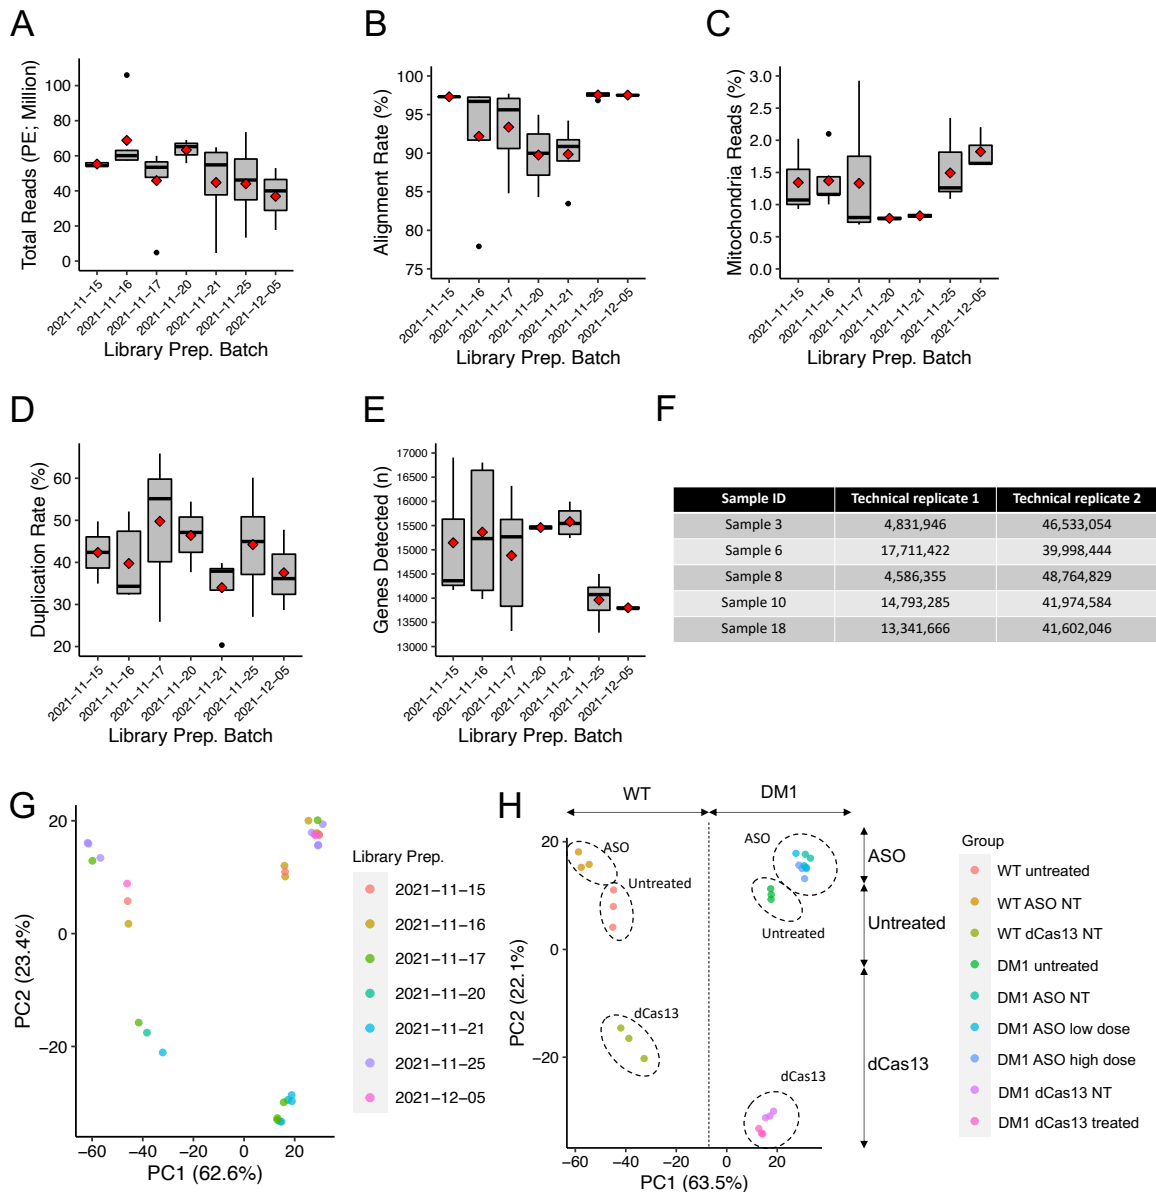 A
Total Reads (PE; Million)
100
80
60
40
20
0
2021-11-15
2021-11-16
2021-11-17
2021-11-20
2021-11-21
2021-11-25
2021-12-05
Library Prep. Batch
B
Alignment Rate (%)
100
95
90
85
80
75
2021-11-15
2021-11-16
2021-11-17
2021-11-20
2021-11-21
2021-11-25
2021-12-05
Library Prep. Batch
C
Mitochondria Reads (%)
3.0
2.5
2.0
1.5
1.0
0.5
0.0
2021-11-15
2021-11-16
2021-11-17
2021-11-20
2021-11-21
2021-11-25
2021-12-05
Library Prep. Batch
D
Duplication Rate (%)
60
50
40
30
20
2021-11-15
2021-11-16
2021-11-17
2021-11-20
2021-11-21
2021-11-25
2021-12-05
Library Prep. Batch
E
Genes Detected (n)
17000
16500
16000
15500
15000
14500
14000
13500
13000
2021-11-15
2021-11-16
2021-11-17
2021-11-20
2021-11-21
2021-11-25
2021-12-05
Library Prep. Batch
F
Sample ID Technical replicate 1 Technical replicate 2
Sample 3 4,831,946 46,533,054
Sample 6 17,711,422 39,998,444
Sample 8 4,586,355 48,764,829
Sample 10 14,793,285 41,974,584
Sample 18 13,341,666 41,602,046
G
PC2 (23.4%)
20
0
-20
-60 -40 -20 0 20
PC1 (62.6%)
Library Prep.
2021-11-15
2021-11-16
2021-11-17
2021-11-20
2021-11-21
2021-11-25
2021-12-05
H
WT DM1
PC2 (22.1%)
20
0
-20
ASO
Untreated
dCas13
ASO
Untreated
dCas13
ASO
Untreated
dCas13
-60 -40 -20 0 20
PC1 (63.5%)
Group
WT untreated
WT ASO NT
WT dCas13 NT
DM1 untreated
DM1 ASO NT
DM1 ASO low dose
DM1 ASO high dose
DM1 dCas13 NT
DM1 dCas13 treated